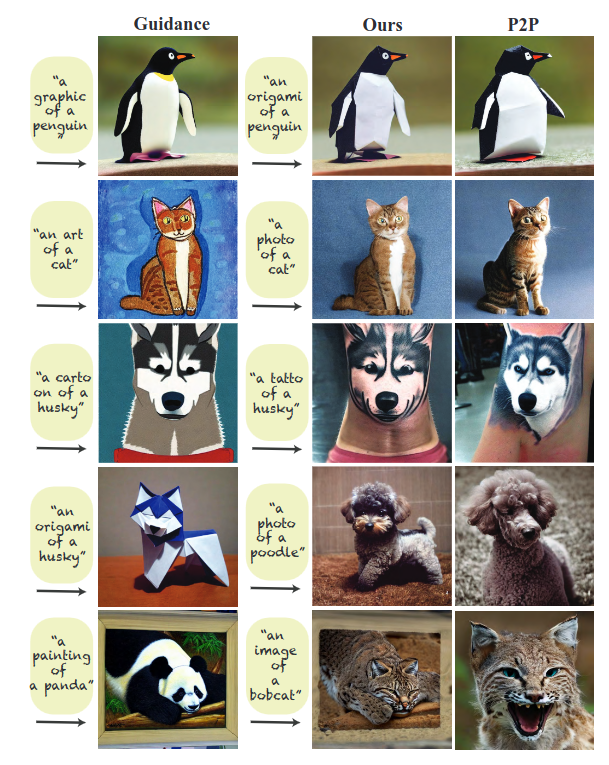 Guidance
Ours
P2P
“a
graphic
of a
penguin
”
“an
origami
of a
penguin
”
“an art
of a
cat”
“a
photo
of a
cat”
“a carto
on of a
husky”
“a tatto
of a
husky”
“an
origami
of a
husky”
“a
photo
of a
poodle”
“a
painting
of
a panda”
“an
image
of a
bobcat”